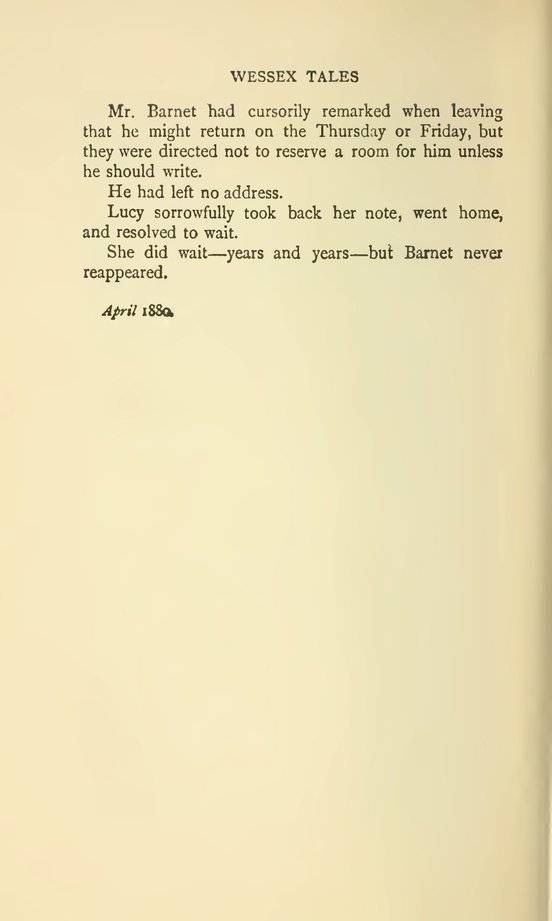 WESSEX TALES
Mr. Barnet had cursorily remarked when leaving
that he might return on the Thursday or Friday, but
they were directed not to reserve a room for him unless
he should write.
He had left no address.
Lucy sorrowfully took back her note, went home,
and resolved to wait.
She did wait—years and years—but Barnet never
reappeared.
April 1880.